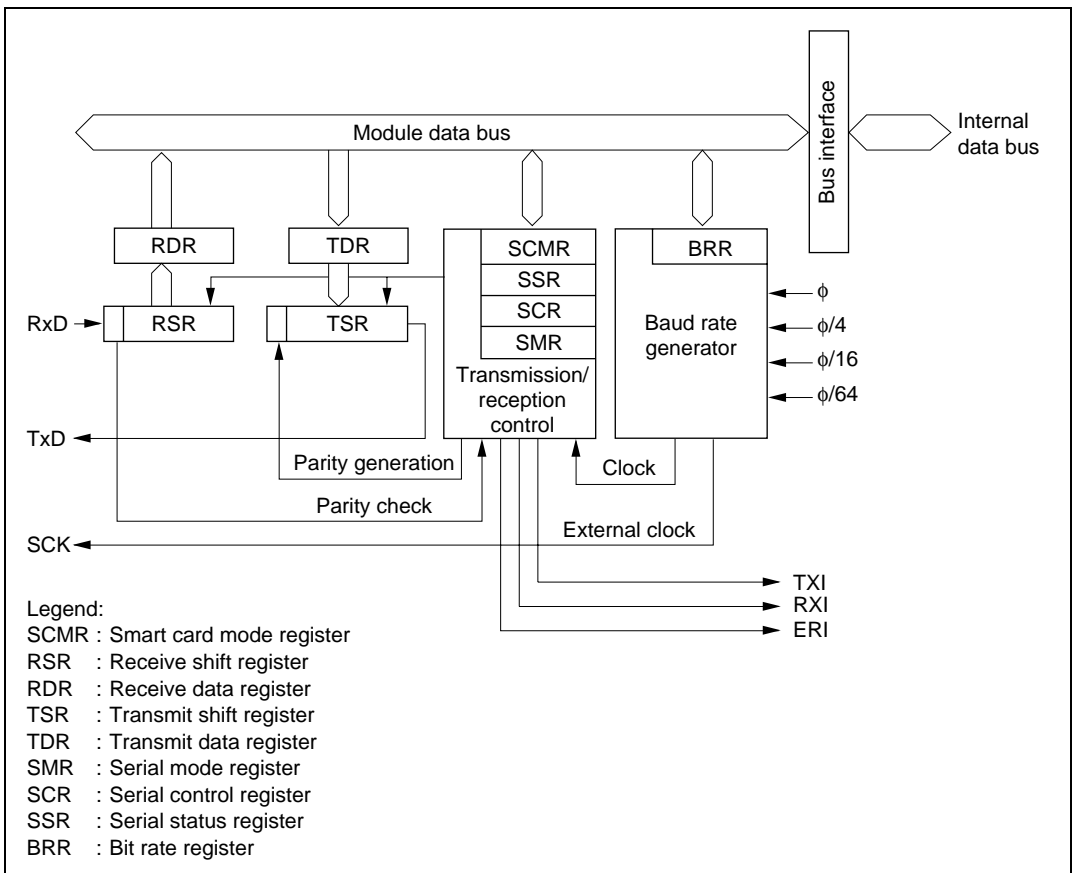 Module data bus
Bus interface
Internal
data bus
RDR
TDR
SCMR
SSR
SCR
SMR
Transmission/
reception
control
BRR
Baud rate
generator
ϕ
ϕ/4
ϕ/16
ϕ/64
RxD
RSR
TSR
TxD
Parity generation
Parity check
Clock
External clock
SCK
TXI
RXI
ERI
Legend:
SCMR : Smart card mode register
RSR : Receive shift register
RDR : Receive data register
TSR : Transmit shift register
TDR : Transmit data register
SMR : Serial mode register
SCR : Serial control register
SSR : Serial status register
BRR : Bit rate register